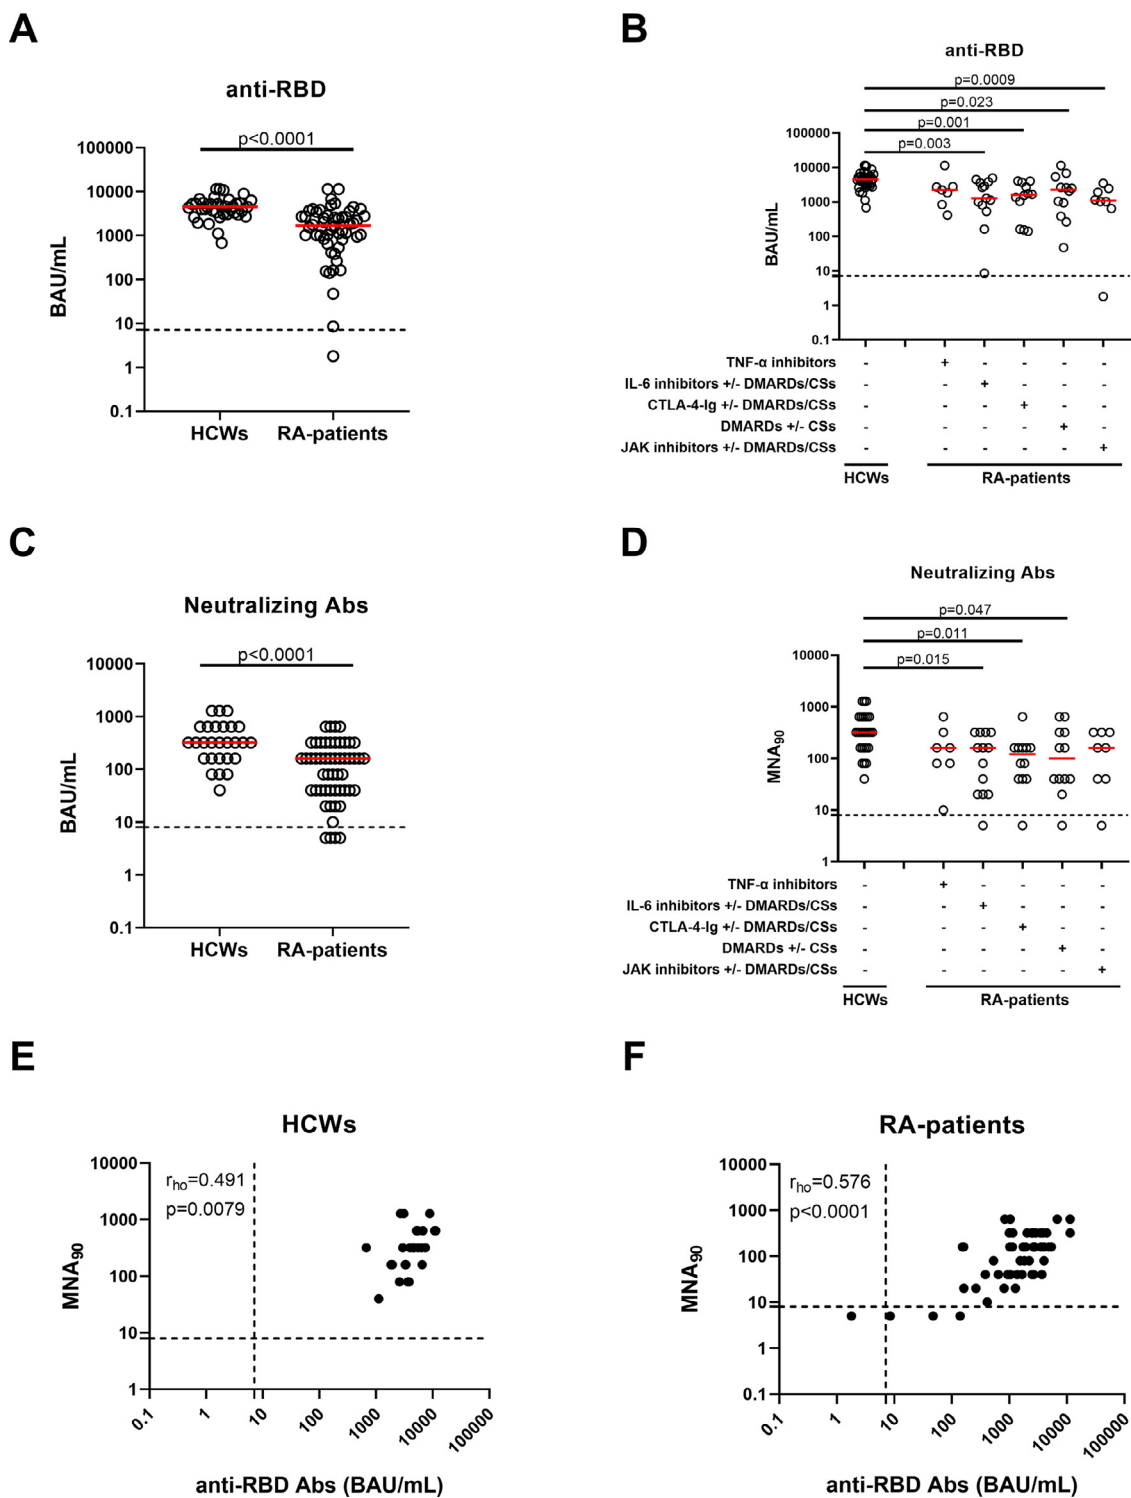 A
anti-RBD
p<0.0001
BAU/mL
100000
10000
1000
100
10
1
0.1
HCWs RA-patients
B
anti-RBD
p=0.0009
p=0.023
p=0.001
p=0.003
BAU/mL
100000
10000
1000
100
10
1
0.1
TNF-α inhibitors - + - - - -
IL-6 inhibitors +/- DMARDs/CSs - - + - - -
CTLA-4-Ig +/- DMARDs/CSs - - - + - -
DMARDs +/- CSs - - - - + -
JAK inhibitors +/- DMARDs/CSs - - - - - +
HCWs RA-patients
C
Neutralizing Abs
p<0.0001
BAU/mL
10000
1000
100
10
1
0.1
HCWs RA-patients
D
Neutralizing Abs
p=0.047
p=0.011
p=0.015
MNA90
10000
1000
100
10
1
TNF-α inhibitors - + - - - -
IL-6 inhibitors +/- DMARDs/CSs - - + - - -
CTLA-4-Ig +/- DMARDs/CSs - - - + - -
DMARDs +/- CSs - - - - + -
JAK inhibitors +/- DMARDs/CSs - - - - - +
HCWs RA-patients
E
HCWs
rho=0.491
p=0.0079
MNA90
10000
1000
100
10
1
0.1 1 10 100 1000 10000 100000
anti-RBD Abs (BAU/mL)
F
RA-patients
rho=0.576
p<0.0001
MNA90
10000
1000
100
10
1
0.1
0.1 1 10 100 1000 10000 100000
anti-RBD Abs (BAU/mL)